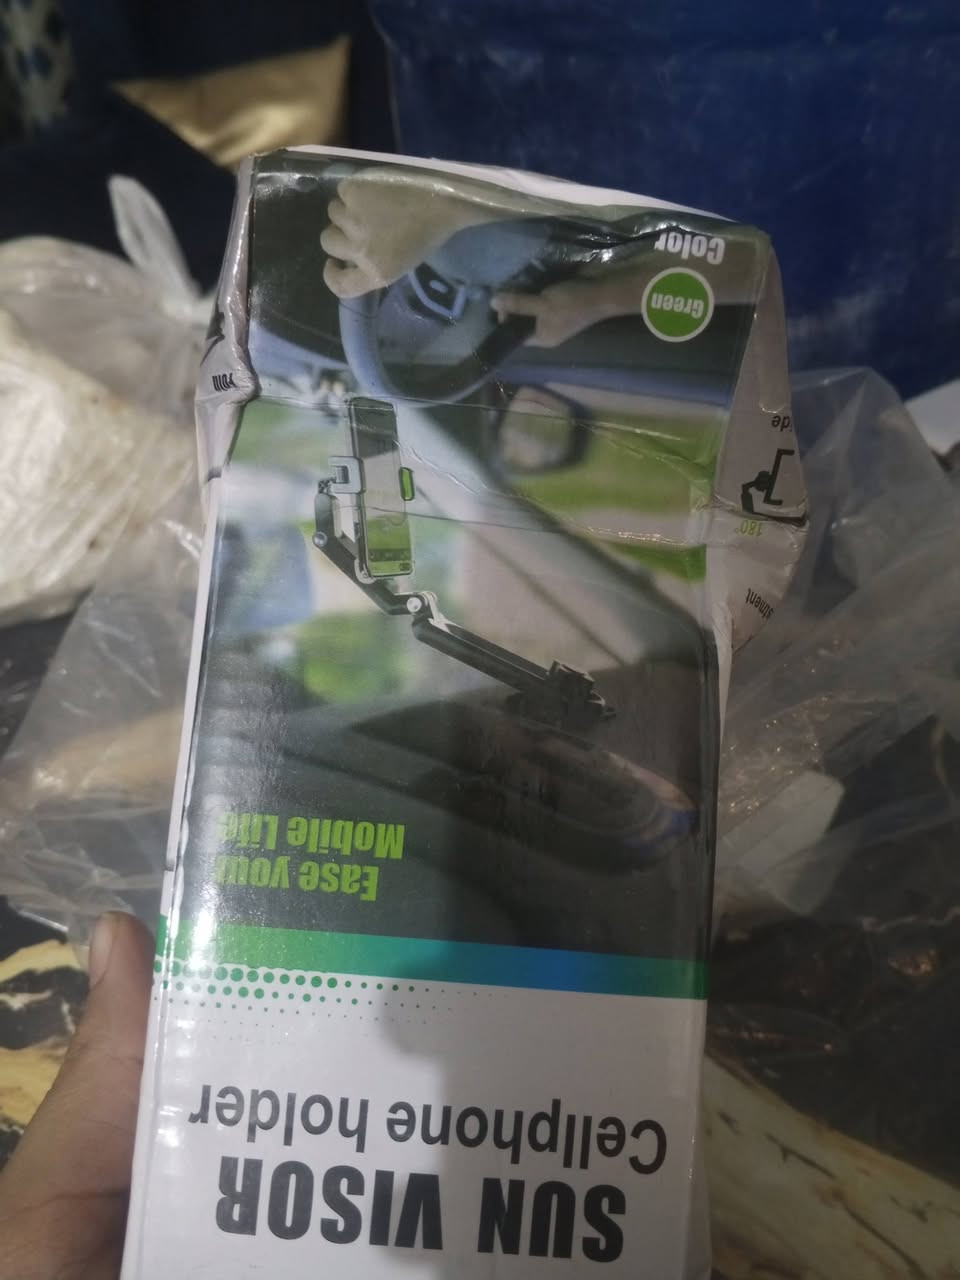 SUN VISOR
Cellphone holder
Ease your
Mobile Life
Green
Color
180°